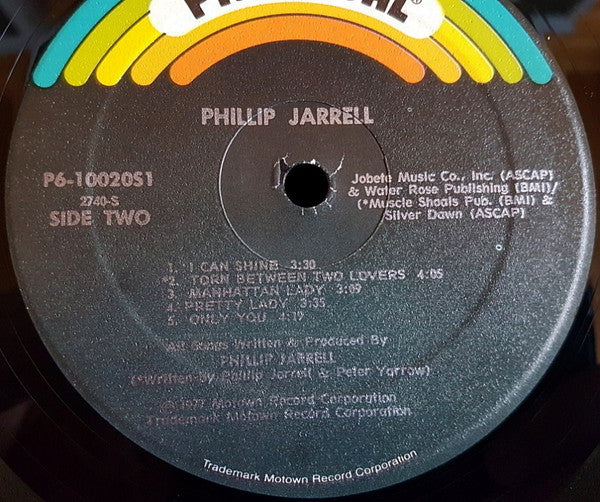 PHILLIP JARRELL
P6-10020S1
2740-S
SIDE TWO
Jobete Music Co., Inc. (ASCAP)
& Water Rose Publishing (BMI)/
(*Muscle Shoals Pub. (BMI) &
Silver Dawn (ASCAP)
1. I CAN SHINE 3:30
*2. TORN BETWEEN TWO LOVERS 4:05
3. MANHATTAN LADY 3:09
4. PRETTY LADY 3:35
5. ONLY YOU 4:19
All Songs Written & Produced By
PHILLIP JARRELL
(*Written By Phillip Jarrell & Peter Yarrow)
Ⓟ 1977 Motown Record Corporation
Trademark Motown Record Corporation
Trademark Motown Record Corporation